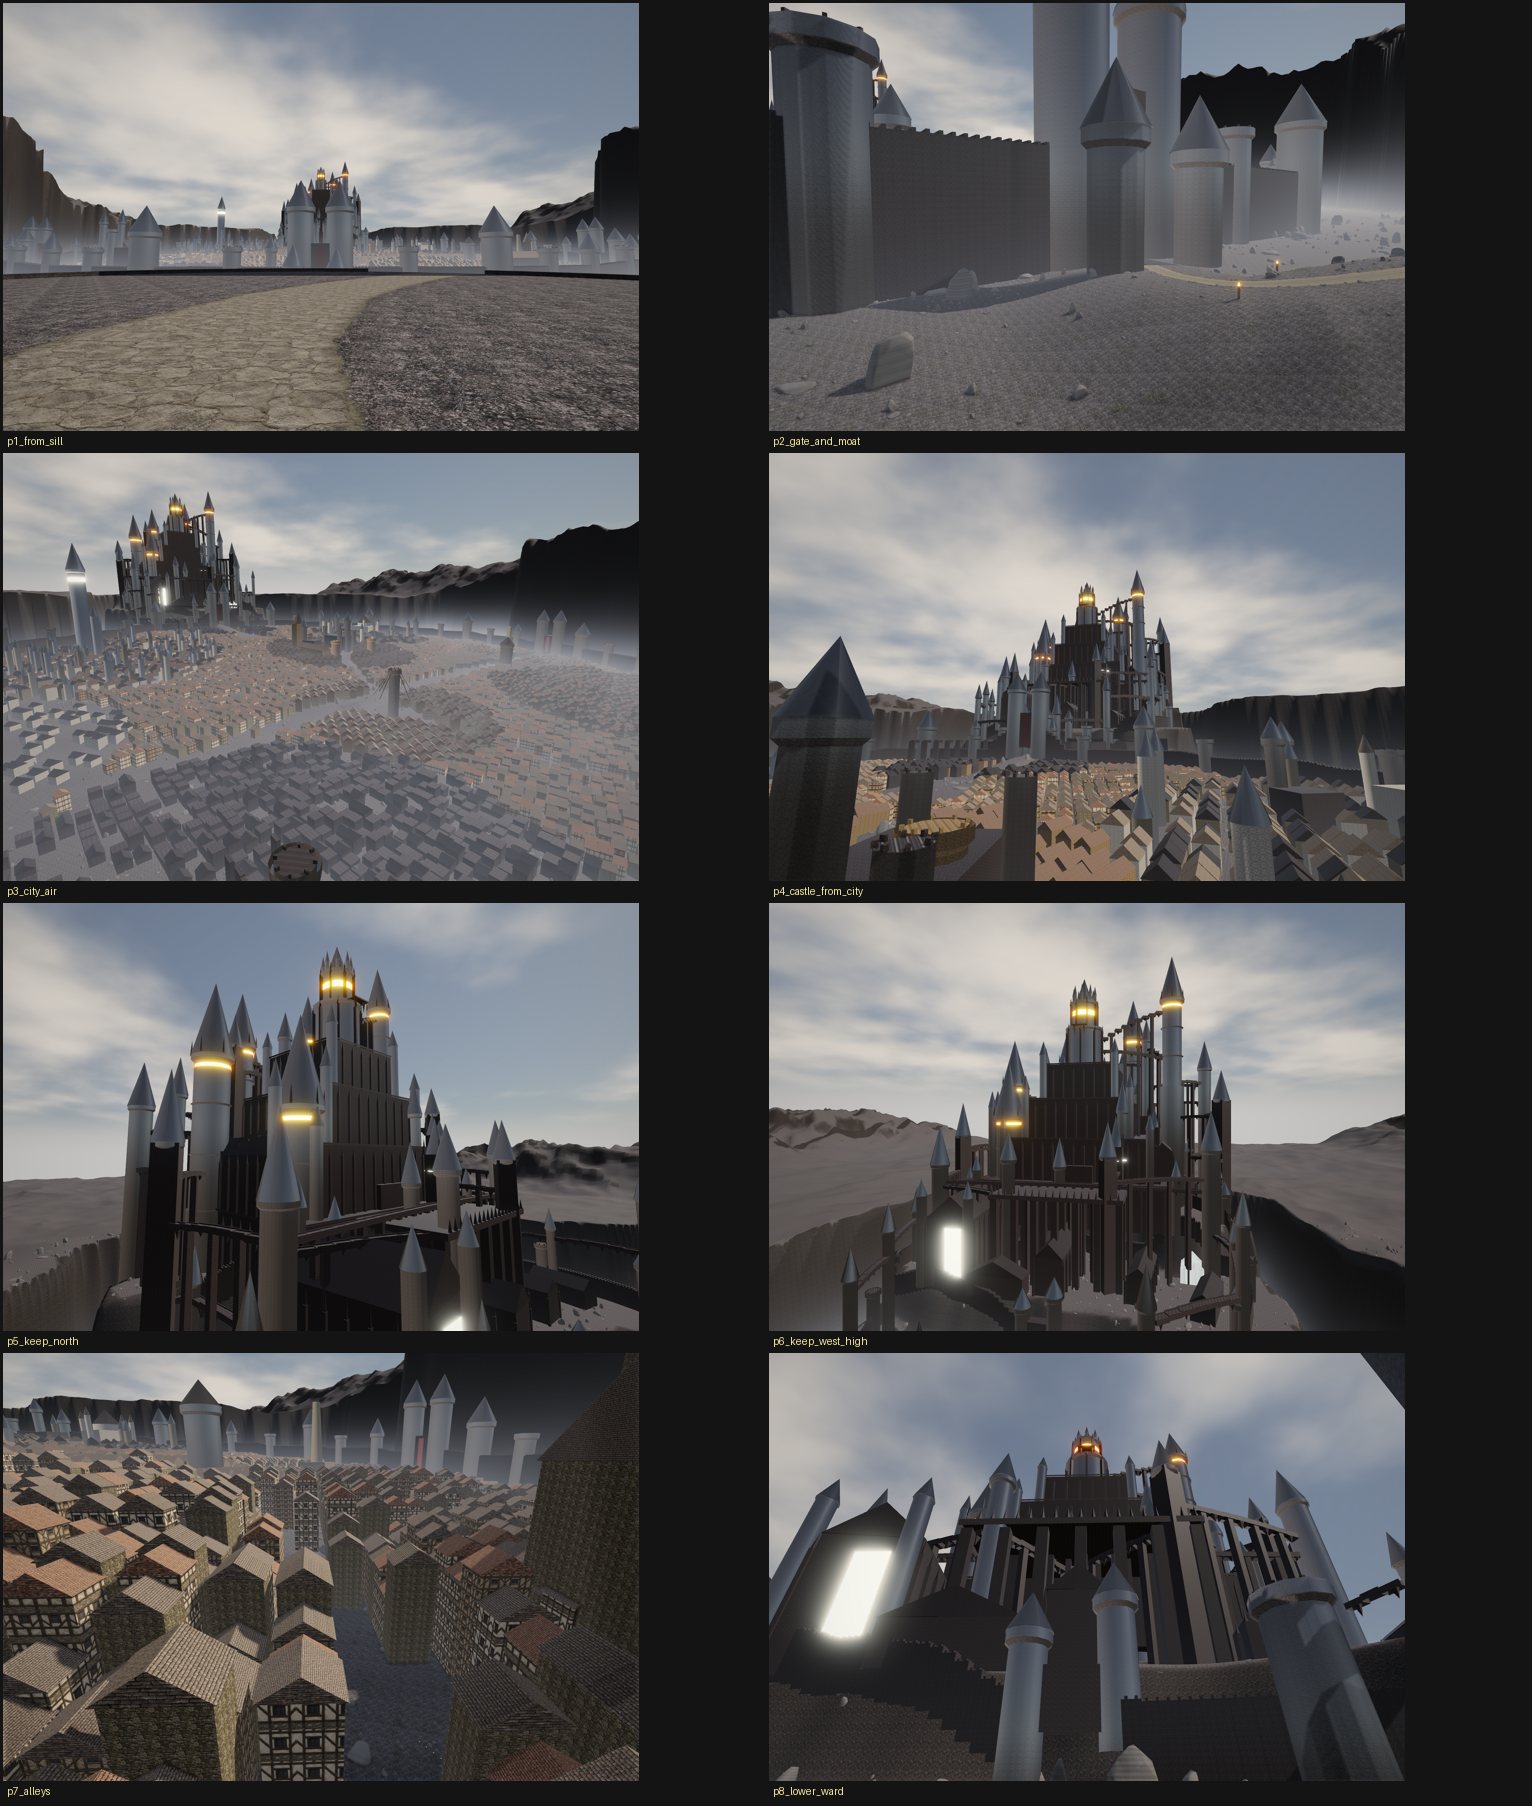 p1_from_sill
p2_gate_and_moat
p3_city_air
p4_castle_from_city
p5_keep_north
p6_keep_west_high
p7_alleys
p8_lower_ward